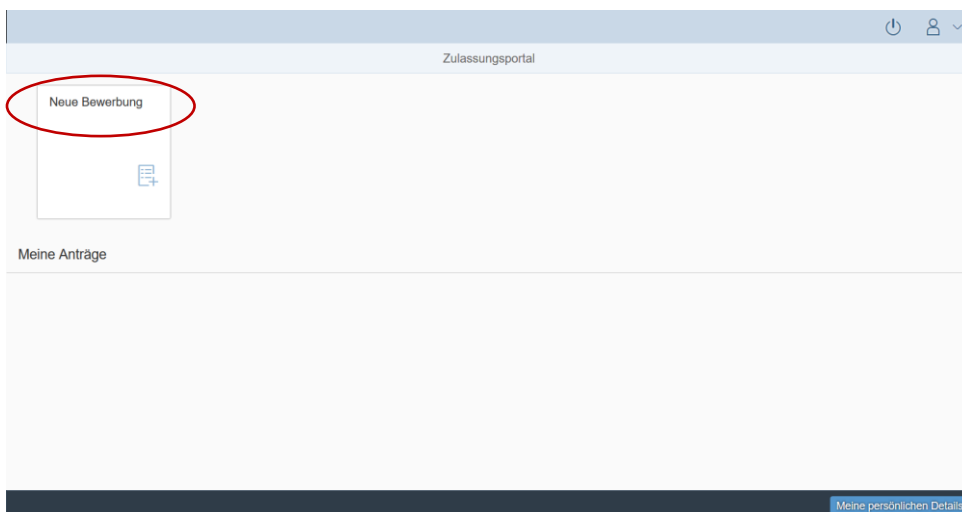 Zulassungsportal
Neue Bewerbung
Meine Anträge
Meine persönlichen Details